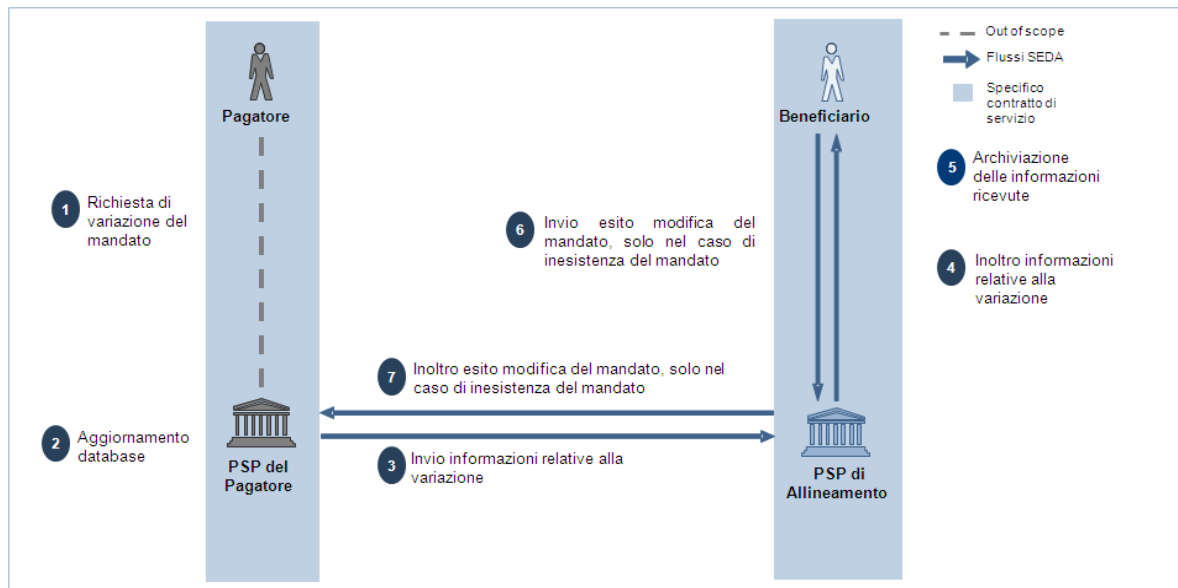 Out of scope
Flussi SEDA
Specifico
contratto di
servizio
Pagatore
Beneficiario
1
Richiesta di
variazione del
mandato
6
Invio esito modifica del
mandato, solo nel caso di
inesistenza del mandato
5
Archiviazione
delle informazioni
ricevute
4
Inoltro informazioni
relative alla
variazione
7
Inoltro esito modifica del mandato, solo nel
caso di inesistenza del mandato
2
Aggiornamento
database
3
Invio informazioni relative alla
variazione
PSP del
Pagatore
PSP di
Allineamento